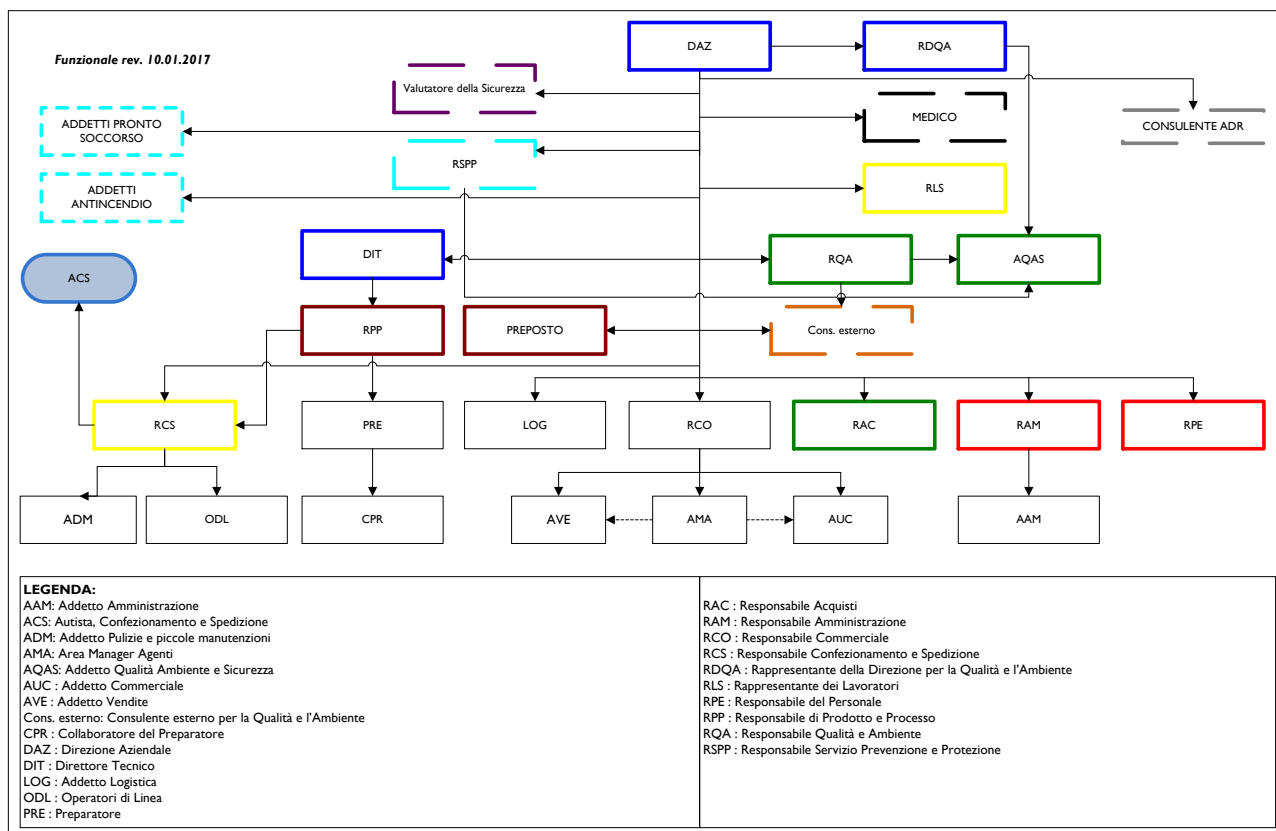 DAZ
RDQA
Funzionale rev. 10.01.2017
Valutatore della Sicurezza
ADDETTI PRONTO
SOCCORSO
MEDICO
CONSULENTE ADR
RSPP
RLS
ADDETTI
ANTINCENDIO
DIT
RQA
AQAS
ACS
RPP
PREPOSTO
Cons. esterno
RCS
PRE
LOG
RCO
RAC
RAM
RPE
ADM
ODL
CPR
AVE
AMA
AUC
AAM
LEGENDA:
AAM: Addetto Amministrazione
ACS: Autista, Confezionamento e Spedizione
ADM: Addetto Pulizie e piccole manutenzioni
AMA: Area Manager Agenti
AQAS: Addetto Qualità Ambiente e Sicurezza
AUC : Addetto Commerciale
AVE : Addetto Vendite
Cons. esterno: Consulente esterno per la Qualità e l'Ambiente
CPR : Collaboratore del Preparatore
DAZ : Direzione Aziendale
DIT : Direttore Tecnico
LOG : Addetto Logistica
ODL : Operatori di Linea
PRE : Preparatore
RAC : Responsabile Acquisti
RAM : Responsabile Amministrazione
RCO : Responsabile Commerciale
RCS : Responsabile Confezionamento e Spedizione
RDQA : Rappresentante della Direzione per la Qualità e l'Ambiente
RLS : Rappresentante dei Lavoratori
RPE : Responsabile del Personale
RPP : Responsabile di Prodotto e Processo
RQA : Responsabile Qualità e Ambiente
RSPP : Responsabile Servizio Prevenzione e Protezione